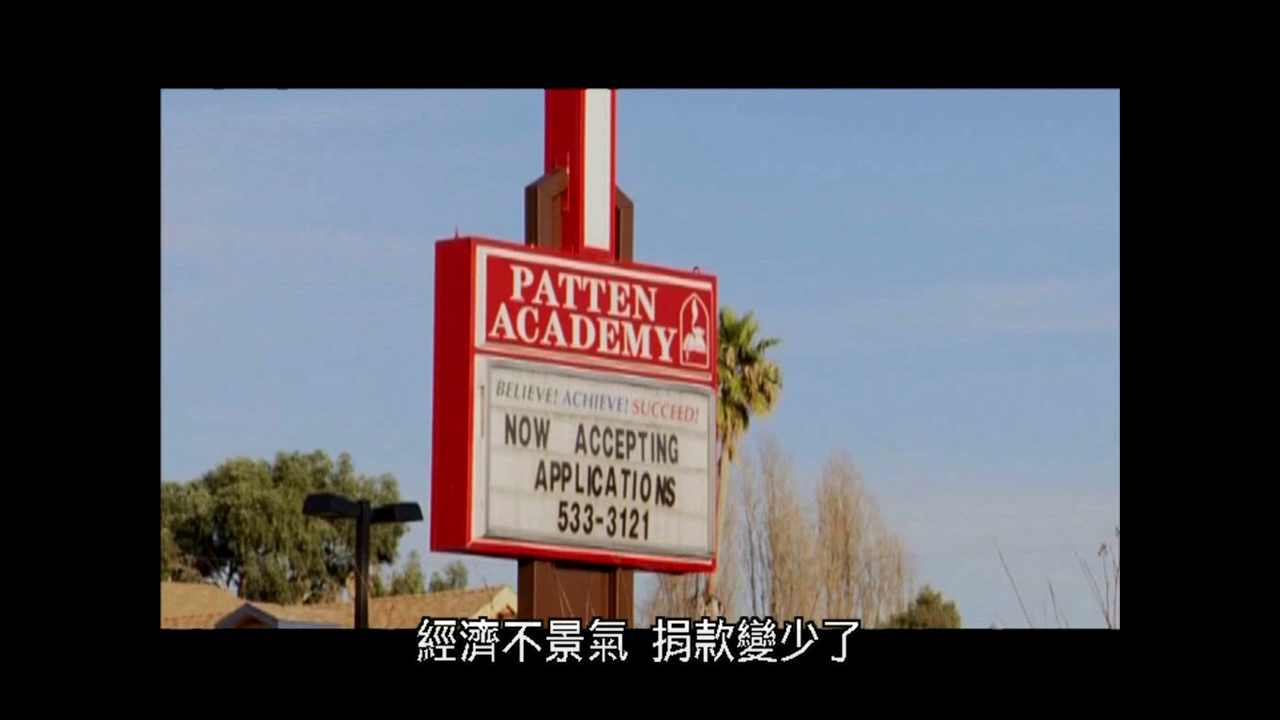 PATTEN
ACADEMY
BELIEVE! ACHIEVE! SUCCEED!
NOW ACCEPTING
APPLICATIONS
533-3121
經濟不景氣 捐款變少了